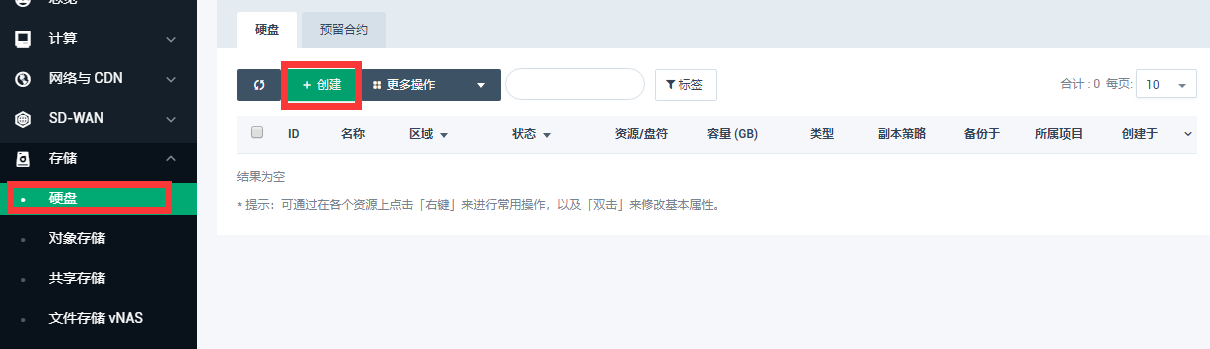 总览
计算
网络与 CDN
SD-WAN
存储
硬盘
对象存储
共享存储
文件存储 vNAS
硬盘 预留合约
+ 创建 更多操作 标签 合计 : 0 每页: 10
ID 名称 区域 状态 资源/盘符 容量 (GB) 类型 副本策略 备份于 所属项目 创建于
结果为空
* 提示：可通过在各个资源上点击「右键」来进行常用操作，以及「双击」来修改基本属性。